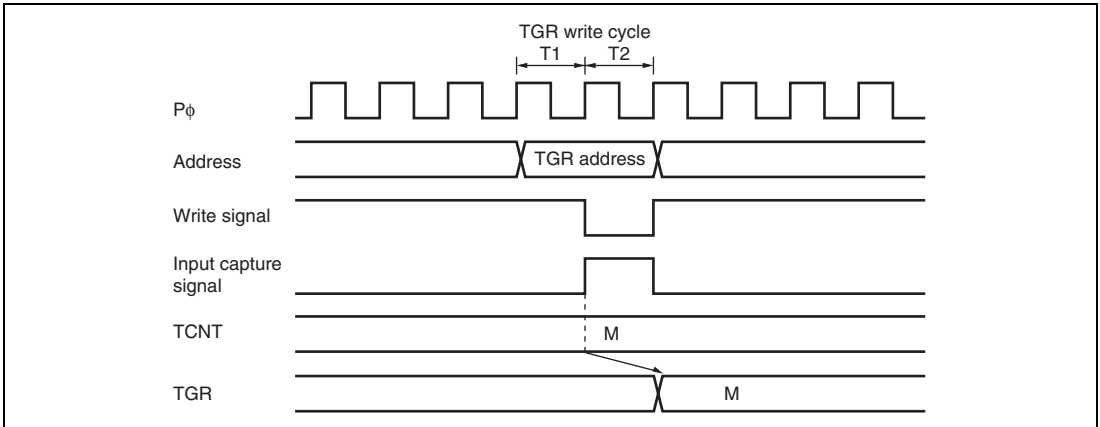 TGR write cycle
T1 T2
Pϕ
Address
TGR address
Write signal
Input capture
signal
TCNT
M
TGR
M